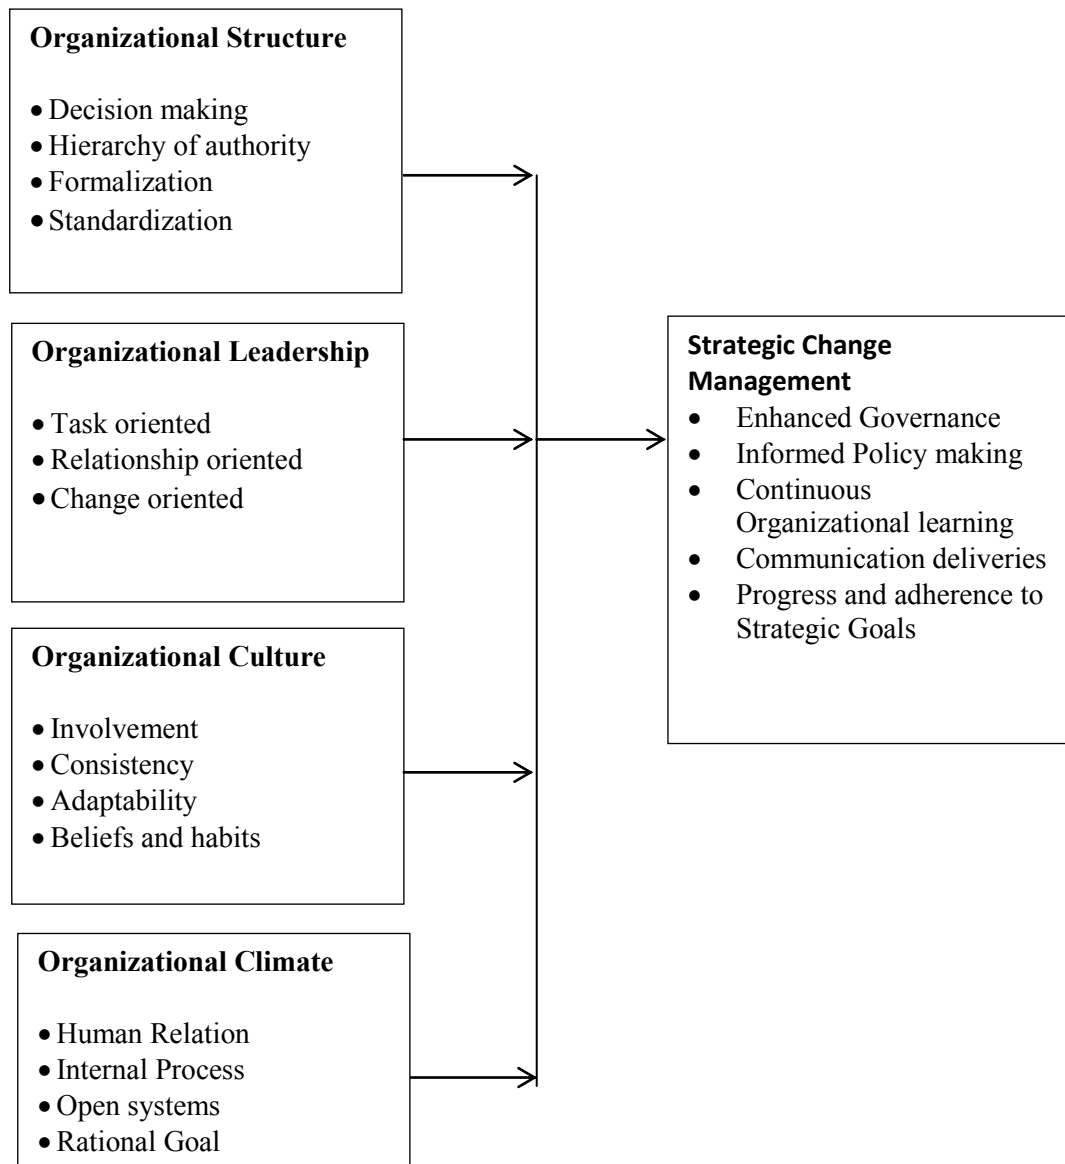 Organizational Structure
• Decision making
• Hierarchy of authority
• Formalization
• Standardization
Organizational Leadership
• Task oriented
• Relationship oriented
• Change oriented
Organizational Culture
• Involvement
• Consistency
• Adaptability
• Beliefs and habits
Organizational Climate
• Human Relation
• Internal Process
• Open systems
• Rational Goal
Strategic Change
Management
• Enhanced Governance
• Informed Policy making
• Continuous
Organizational learning
• Communication deliveries
• Progress and adherence to
Strategic Goals